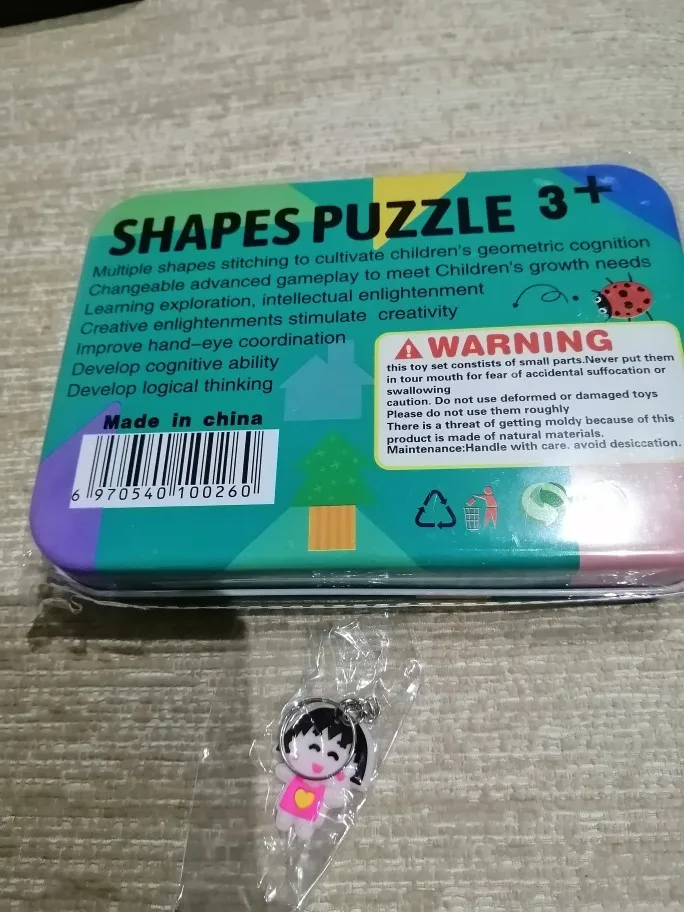 SHAPES PUZZLE 3+
Multiple shapes stitching to cultivate children's geometric cognition
Changeable advanced gameplay to meet Children's growth needs
Learning exploration, intellectual enlightenment
Creative enlightenments stimulate creativity
Improve hand-eye coordination
Develop cognitive ability
Develop logical thinking
Made in china
6 970540 100260
WARNING
this toy set constists of small parts.Never put them
in tour mouth for fear of accidental suffocation or
swallowing
caution. Do not use deformed or damaged toys
Please do not use them roughly
There is a threat of getting moldy because of this
product is made of natural materials.
Maintenance:Handle with care. avoid desiccation.